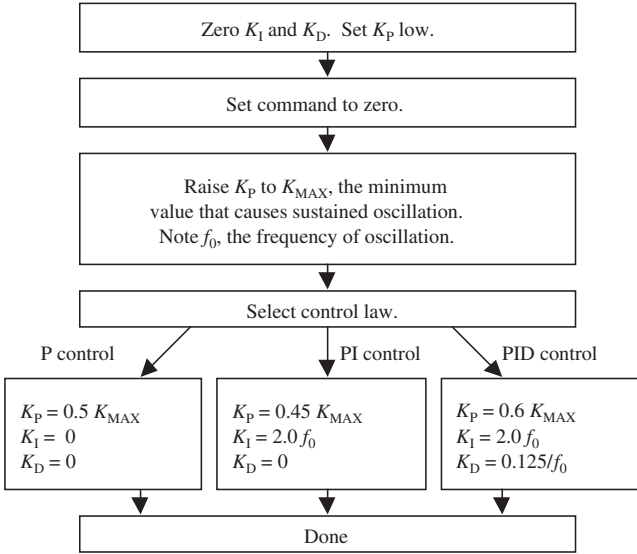 Zero K_I and K_D. Set K_P low.
Set command to zero.
Raise K_P to K_MAX, the minimum
value that causes sustained oscillation.
Note f_0, the frequency of oscillation.
Select control law.
P control
PI control
PID control
K_P = 0.5 K_MAX
K_I = 0
K_D = 0
K_P = 0.45 K_MAX
K_I = 2.0 f_0
K_D = 0
K_P = 0.6 K_MAX
K_I = 2.0 f_0
K_D = 0.125/f_0
Done